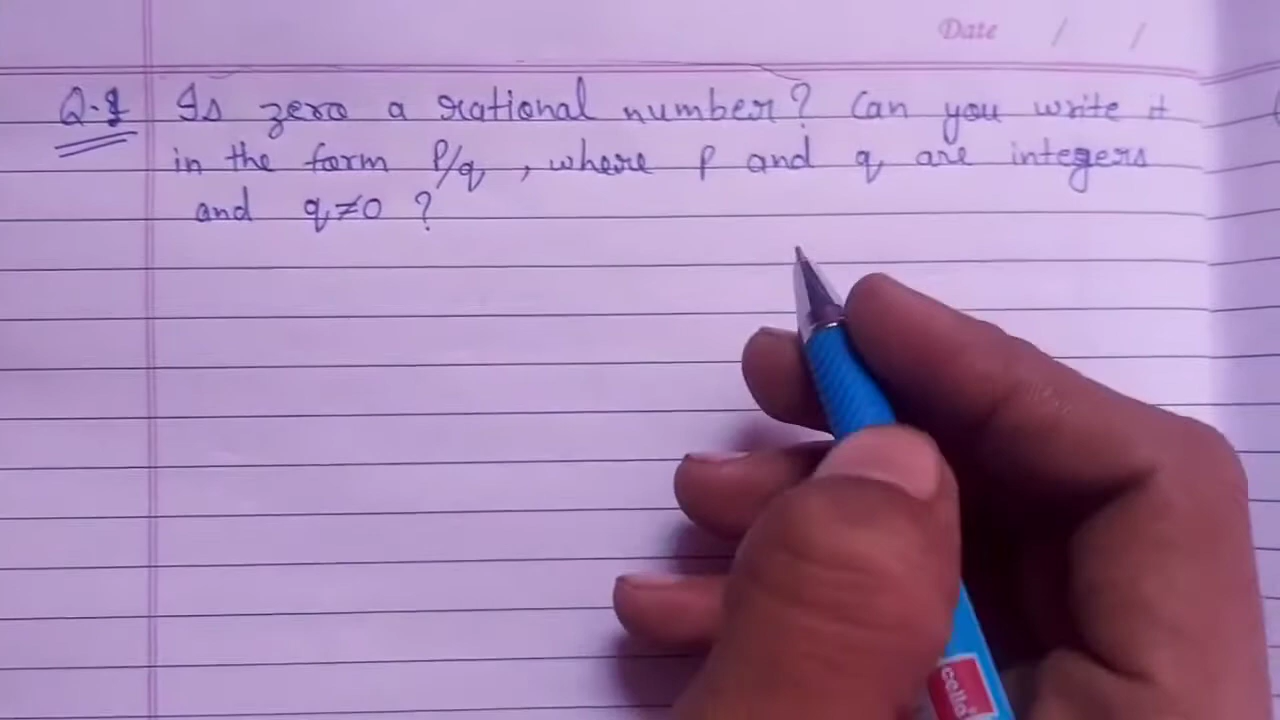 Date / /
Q.1 Is zero a rational number? Can you write it
in the form P/q, where p and q are integers
and q≠0 ?
cello